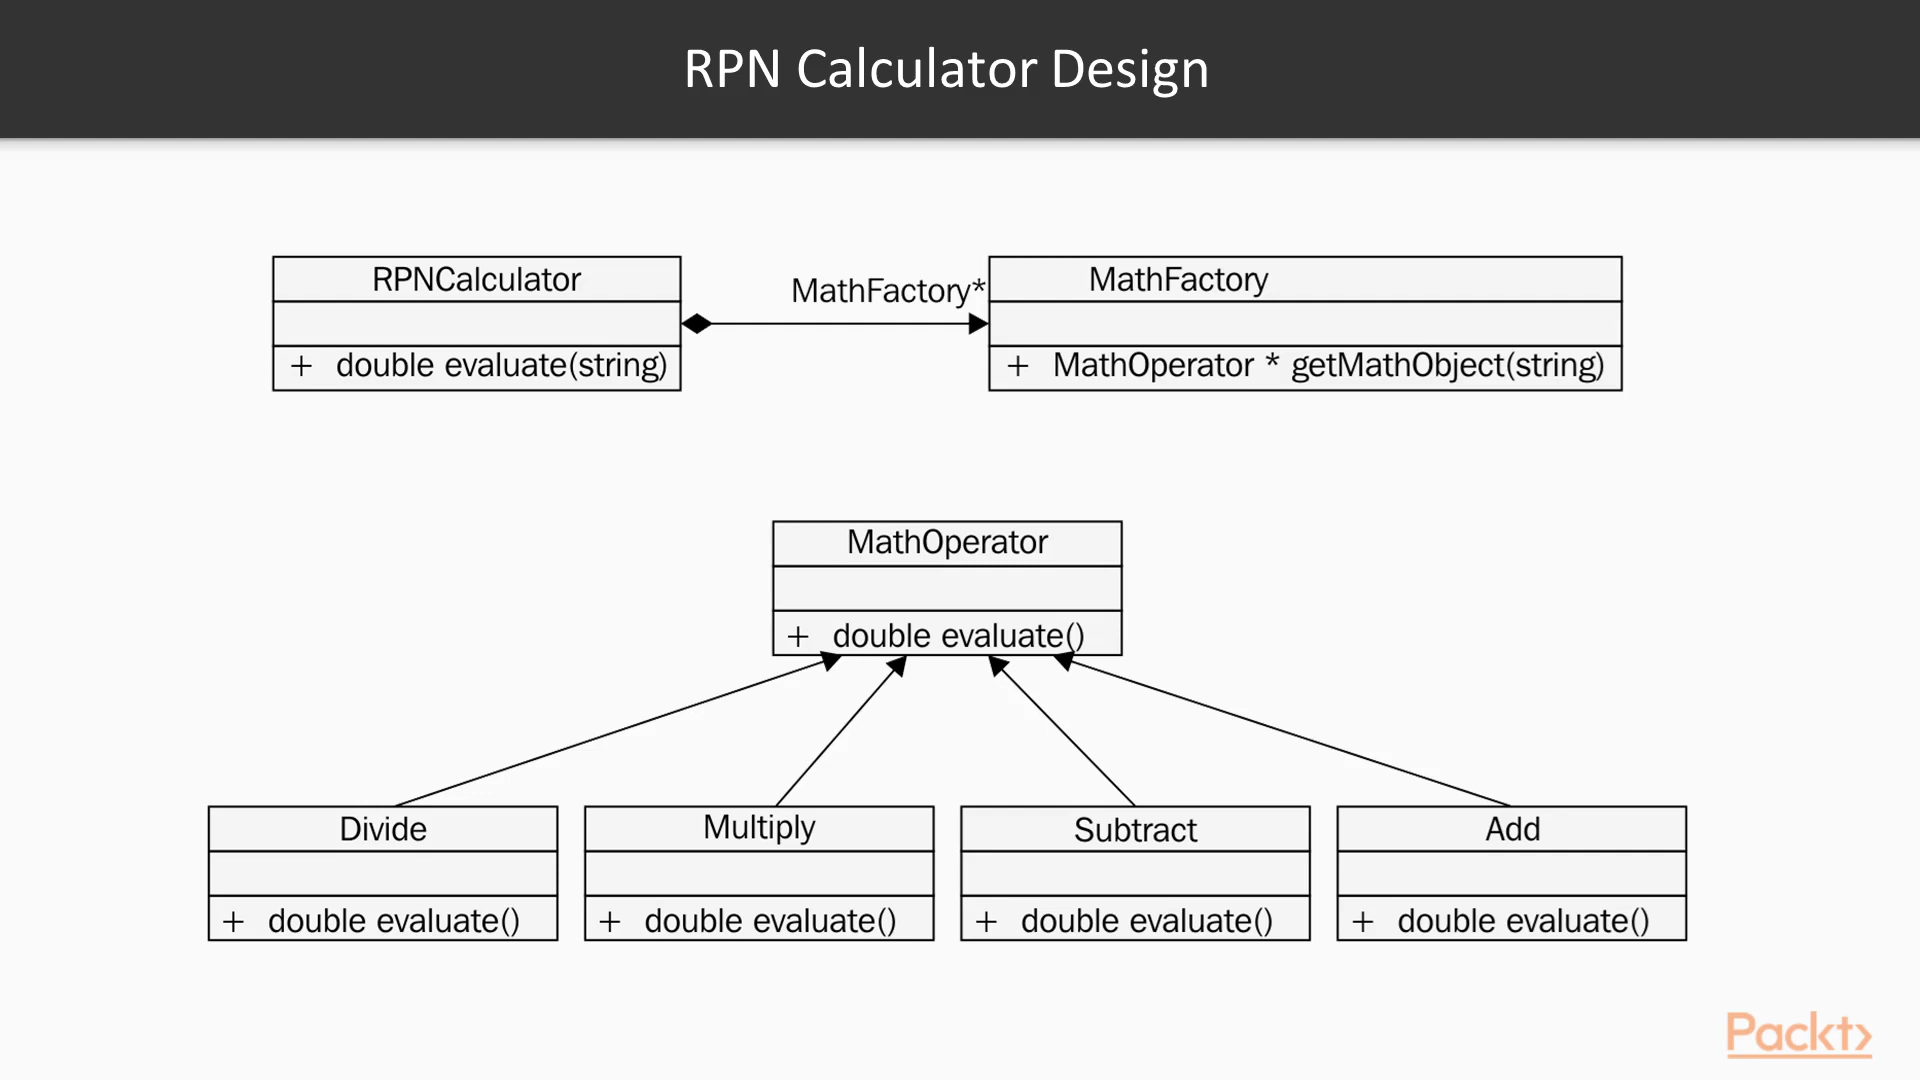 RPN Calculator Design
RPNCalculator
+ double evaluate(string)
MathFactory*
MathFactory
+ MathOperator * getMathObject(string)
MathOperator
+ double evaluate()
Divide
+ double evaluate()
Multiply
+ double evaluate()
Subtract
+ double evaluate()
Add
+ double evaluate()
Packt>